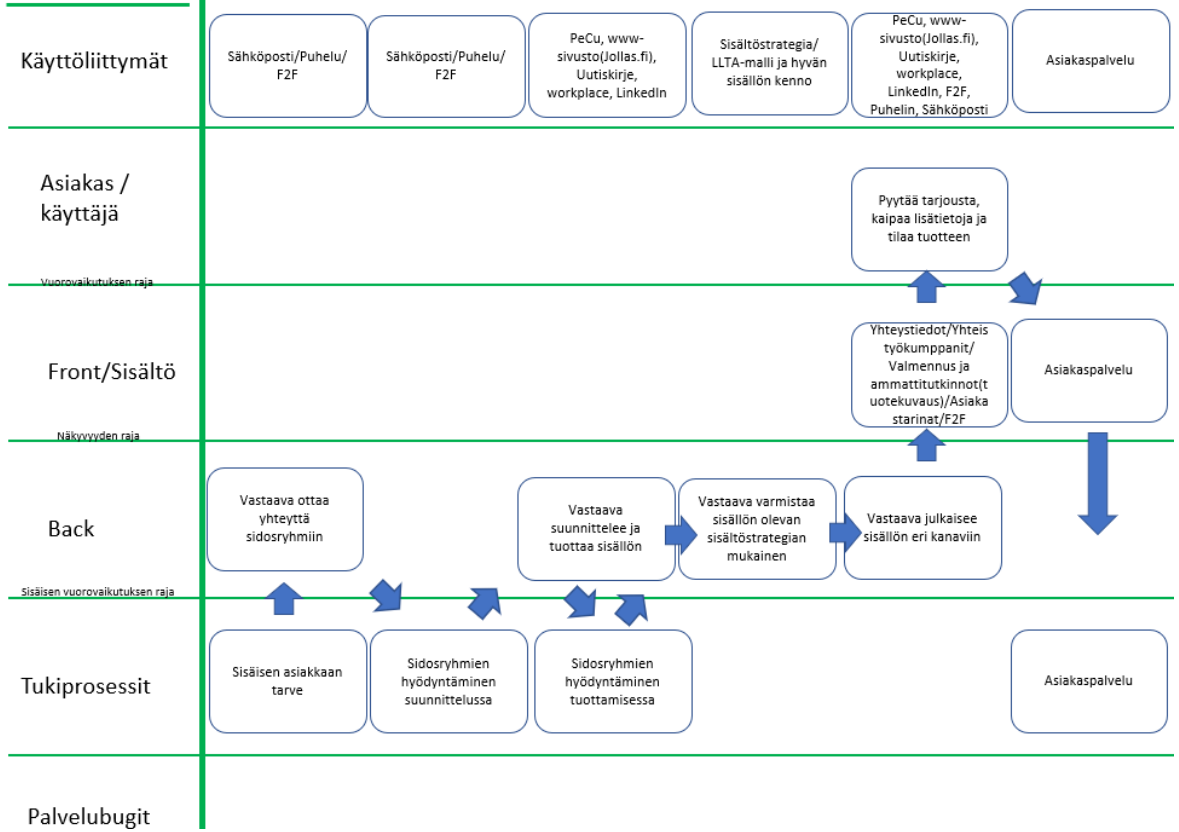 Käyttöliittymät
Sähköposti/Puhelu/
F2F
Sähköposti/Puhelu/
F2F
PeCu, www-
sivusto(Jollas.fi),
Uutiskirje,
workplace, LinkedIn
Sisältöstrategia/
LLTA-malli ja hyvän
sisällön kenno
PeCu, www-
sivusto(Jollas.fi),
Uutiskirje,
workplace,
LinkedIn, F2F,
Puhelin, Sähköposti
Asiakaspalvelu
Asiakas /
käyttäjä
Pyytää tarjousta,
kaipaa lisätietoja ja
tilaa tuotteen
Vuorovaikutuksen raja
Front/Sisältö
Yhteystiedot/Yhteis
työkumppanit/
Valmennus ja
ammattitutkinnot(t
uotekuvaus)/Asiaka
starinat/F2F
Asiakaspalvelu
Näkyvyyden raja
Back
Vastaava ottaa
yhteyttä
sidosryhmiin
Vastaava
suunnittelee ja
tuottaa sisällön
Vastaava varmistaa
sisällön olevan
sisältöstrategian
mukainen
Vastaava julkaisee
sisällön eri kanaviin
Sisäisen vuorovaikutuksen raja
Tukiprosessit
Sisäisen asiakkaan
tarve
Sidosryhmien
hyödyntäminen
suunnittelussa
Sidosryhmien
hyödyntäminen
tuottamisessa
Asiakaspalvelu
Palvelubugit